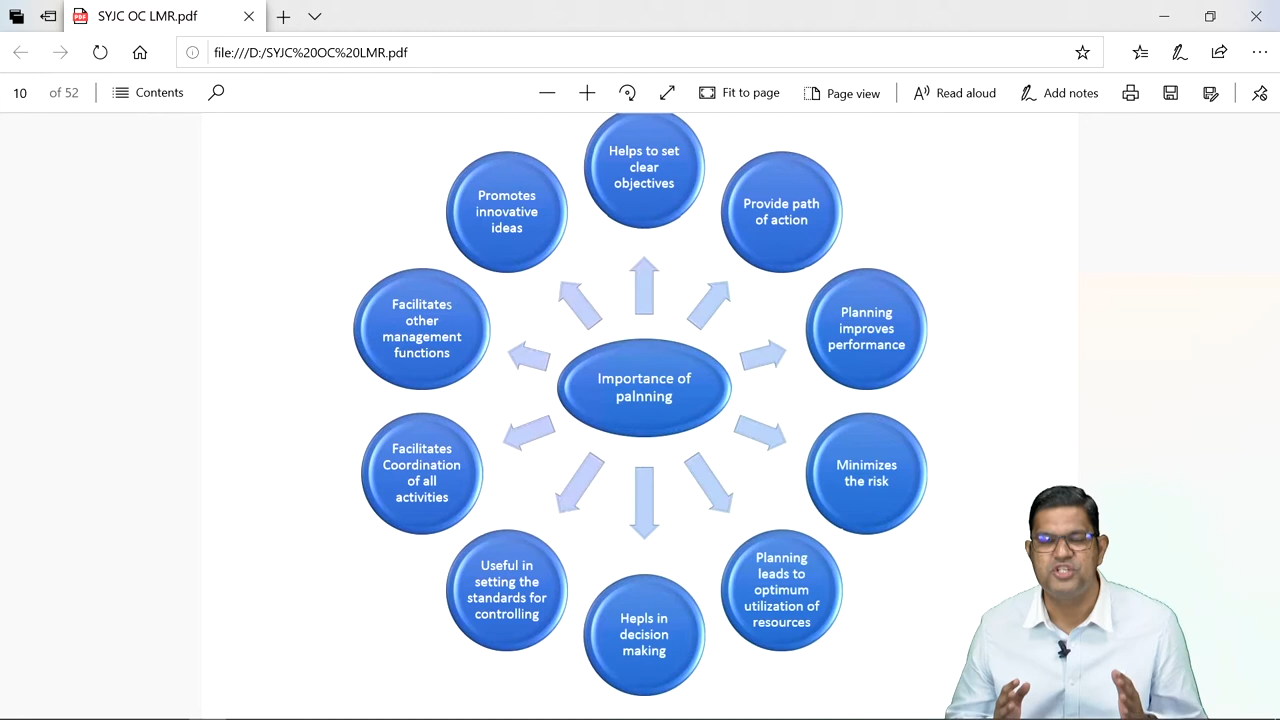 SYJC OC LMR.pdf
file:///D:/SYJC%20OC%20LMR.pdf
10 of 52 Contents Fit to page Page view Read aloud Add notes
Helps to set
clear
objectives
Provide path
of action
Planning
improves
performance
Minimizes
the risk
Planning
leads to
optimum
utilization of
resources
Hepls in
decision
making
Useful in
setting the
standards for
controlling
Facilitates
Coordination
of all
activities
Facilitates
other
management
functions
Promotes
innovative
ideas
Importance of
palnning